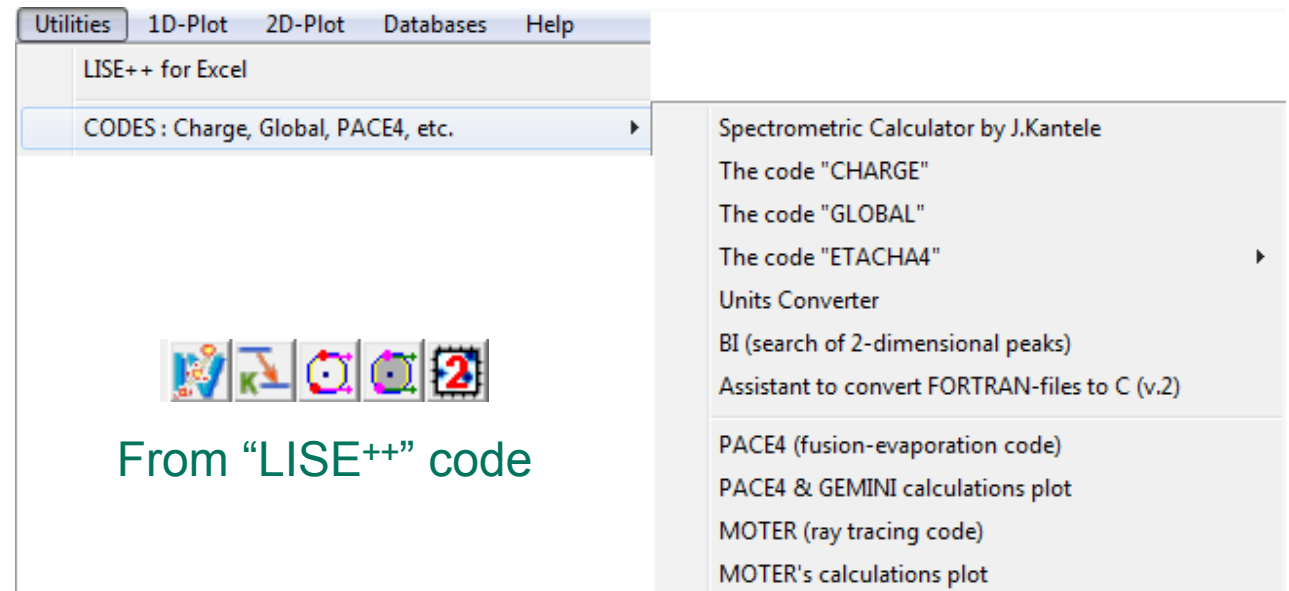 Utilities 1D-Plot 2D-Plot Databases Help
LISE++ for Excel
CODES : Charge, Global, PACE4, etc.
Spectrometric Calculator by J.Kantele
The code "CHARGE"
The code "GLOBAL"
The code "ETACHA4"
Units Converter
BI (search of 2-dimensional peaks)
Assistant to convert FORTRAN-files to C (v.2)
PACE4 (fusion-evaporation code)
PACE4 & GEMINI calculations plot
MOTER (ray tracing code)
MOTER's calculations plot
K 2
From “LISE++” code